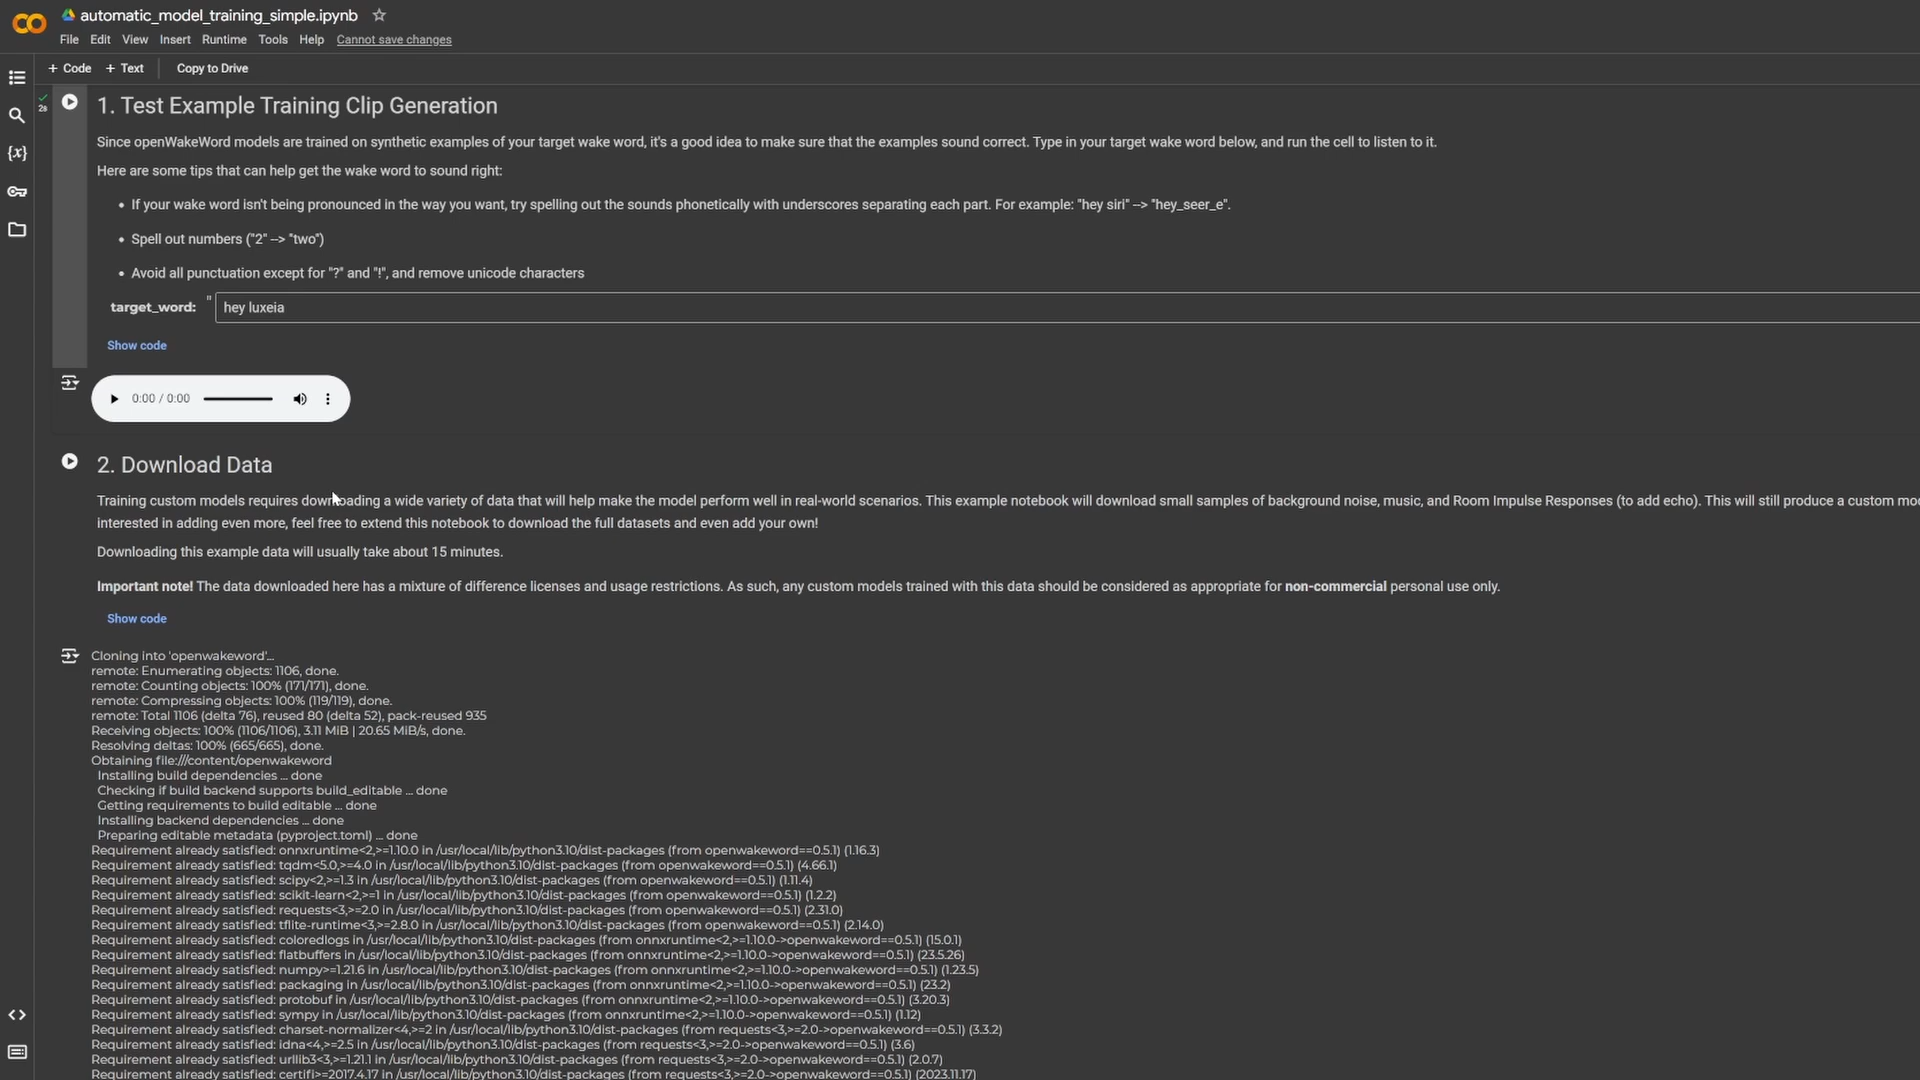 automatic_model_training_simple.ipynb
File Edit View Insert Runtime Tools Help Cannot save changes
+ Code + Text Copy to Drive
2s
1. Test Example Training Clip Generation
Since openWakeWord models are trained on synthetic examples of your target wake word, it's a good idea to make sure that the examples sound correct. Type in your target wake word below, and run the cell to listen to it.
Here are some tips that can help get the wake word to sound right:
• If your wake word isn't being pronounced in the way you want, try spelling out the sounds phonetically with underscores separating each part. For example: "hey siri" --> "hey_seer_e".
• Spell out numbers ("2" --> "two")
• Avoid all punctuation except for "?" and "!", and remove unicode characters
target_word: " hey luxeia
Show code
0:00 / 0:00
2. Download Data
Training custom models requires downloading a wide variety of data that will help make the model perform well in real-world scenarios. This example notebook will download small samples of background noise, music, and Room Impulse Responses (to add echo). This will still produce a custom mo
interested in adding even more, feel free to extend this notebook to download the full datasets and even add your own!
Downloading this example data will usually take about 15 minutes.
Important note! The data downloaded here has a mixture of difference licenses and usage restrictions. As such, any custom models trained with this data should be considered as appropriate for non-commercial personal use only.
Show code
Cloning into 'openwakeword'...
remote: Enumerating objects: 1106, done.
remote: Counting objects: 100% (171/171), done.
remote: Compressing objects: 100% (119/119), done.
remote: Total 1106 (delta 76), reused 80 (delta 52), pack-reused 935
Receiving objects: 100% (1106/1106), 3.11 MiB | 20.65 MiB/s, done.
Resolving deltas: 100% (665/665), done.
Obtaining file:///content/openwakeword
Installing build dependencies ... done
Checking if build backend supports build_editable ... done
Getting requirements to build editable ... done
Installing backend dependencies ... done
Preparing editable metadata (pyproject.toml) ... done
Requirement already satisfied: onnxruntime<2,>=1.10.0 in /usr/local/lib/python3.10/dist-packages (from openwakeword==0.5.1) (1.16.3)
Requirement already satisfied: tqdm<5.0,>=4.0 in /usr/local/lib/python3.10/dist-packages (from openwakeword==0.5.1) (4.66.1)
Requirement already satisfied: scipy<2,>=1.3 in /usr/local/lib/python3.10/dist-packages (from openwakeword==0.5.1) (1.11.4)
Requirement already satisfied: scikit-learn<2,>=1 in /usr/local/lib/python3.10/dist-packages (from openwakeword==0.5.1) (1.2.2)
Requirement already satisfied: requests<3,>=2.0 in /usr/local/lib/python3.10/dist-packages (from openwakeword==0.5.1) (2.31.0)
Requirement already satisfied: tflite-runtime<3,>=2.8.0 in /usr/local/lib/python3.10/dist-packages (from openwakeword==0.5.1) (2.14.0)
Requirement already satisfied: coloredlogs in /usr/local/lib/python3.10/dist-packages (from onnxruntime<2,>=1.10.0->openwakeword==0.5.1) (15.0.1)
Requirement already satisfied: flatbuffers in /usr/local/lib/python3.10/dist-packages (from onnxruntime<2,>=1.10.0->openwakeword==0.5.1) (23.5.26)
Requirement already satisfied: numpy>=1.21.6 in /usr/local/lib/python3.10/dist-packages (from onnxruntime<2,>=1.10.0->openwakeword==0.5.1) (1.23.5)
Requirement already satisfied: packaging in /usr/local/lib/python3.10/dist-packages (from onnxruntime<2,>=1.10.0->openwakeword==0.5.1) (23.2)
Requirement already satisfied: protobuf in /usr/local/lib/python3.10/dist-packages (from onnxruntime<2,>=1.10.0->openwakeword==0.5.1) (3.20.3)
Requirement already satisfied: sympy in /usr/local/lib/python3.10/dist-packages (from onnxruntime<2,>=1.10.0->openwakeword==0.5.1) (1.12)
Requirement already satisfied: charset-normalizer<4,>=2 in /usr/local/lib/python3.10/dist-packages (from requests<3,>=2.0->openwakeword==0.5.1) (3.3.2)
Requirement already satisfied: idna<4,>=2.5 in /usr/local/lib/python3.10/dist-packages (from requests<3,>=2.0->openwakeword==0.5.1) (3.6)
Requirement already satisfied: urllib3<3,>=1.21.1 in /usr/local/lib/python3.10/dist-packages (from requests<3,>=2.0->openwakeword==0.5.1) (2.0.7)
Requirement already satisfied: certifi>=2017.4.17 in /usr/local/lib/python3.10/dist-packages (from requests<3,>=2.0->openwakeword==0.5.1) (2023.11.17)